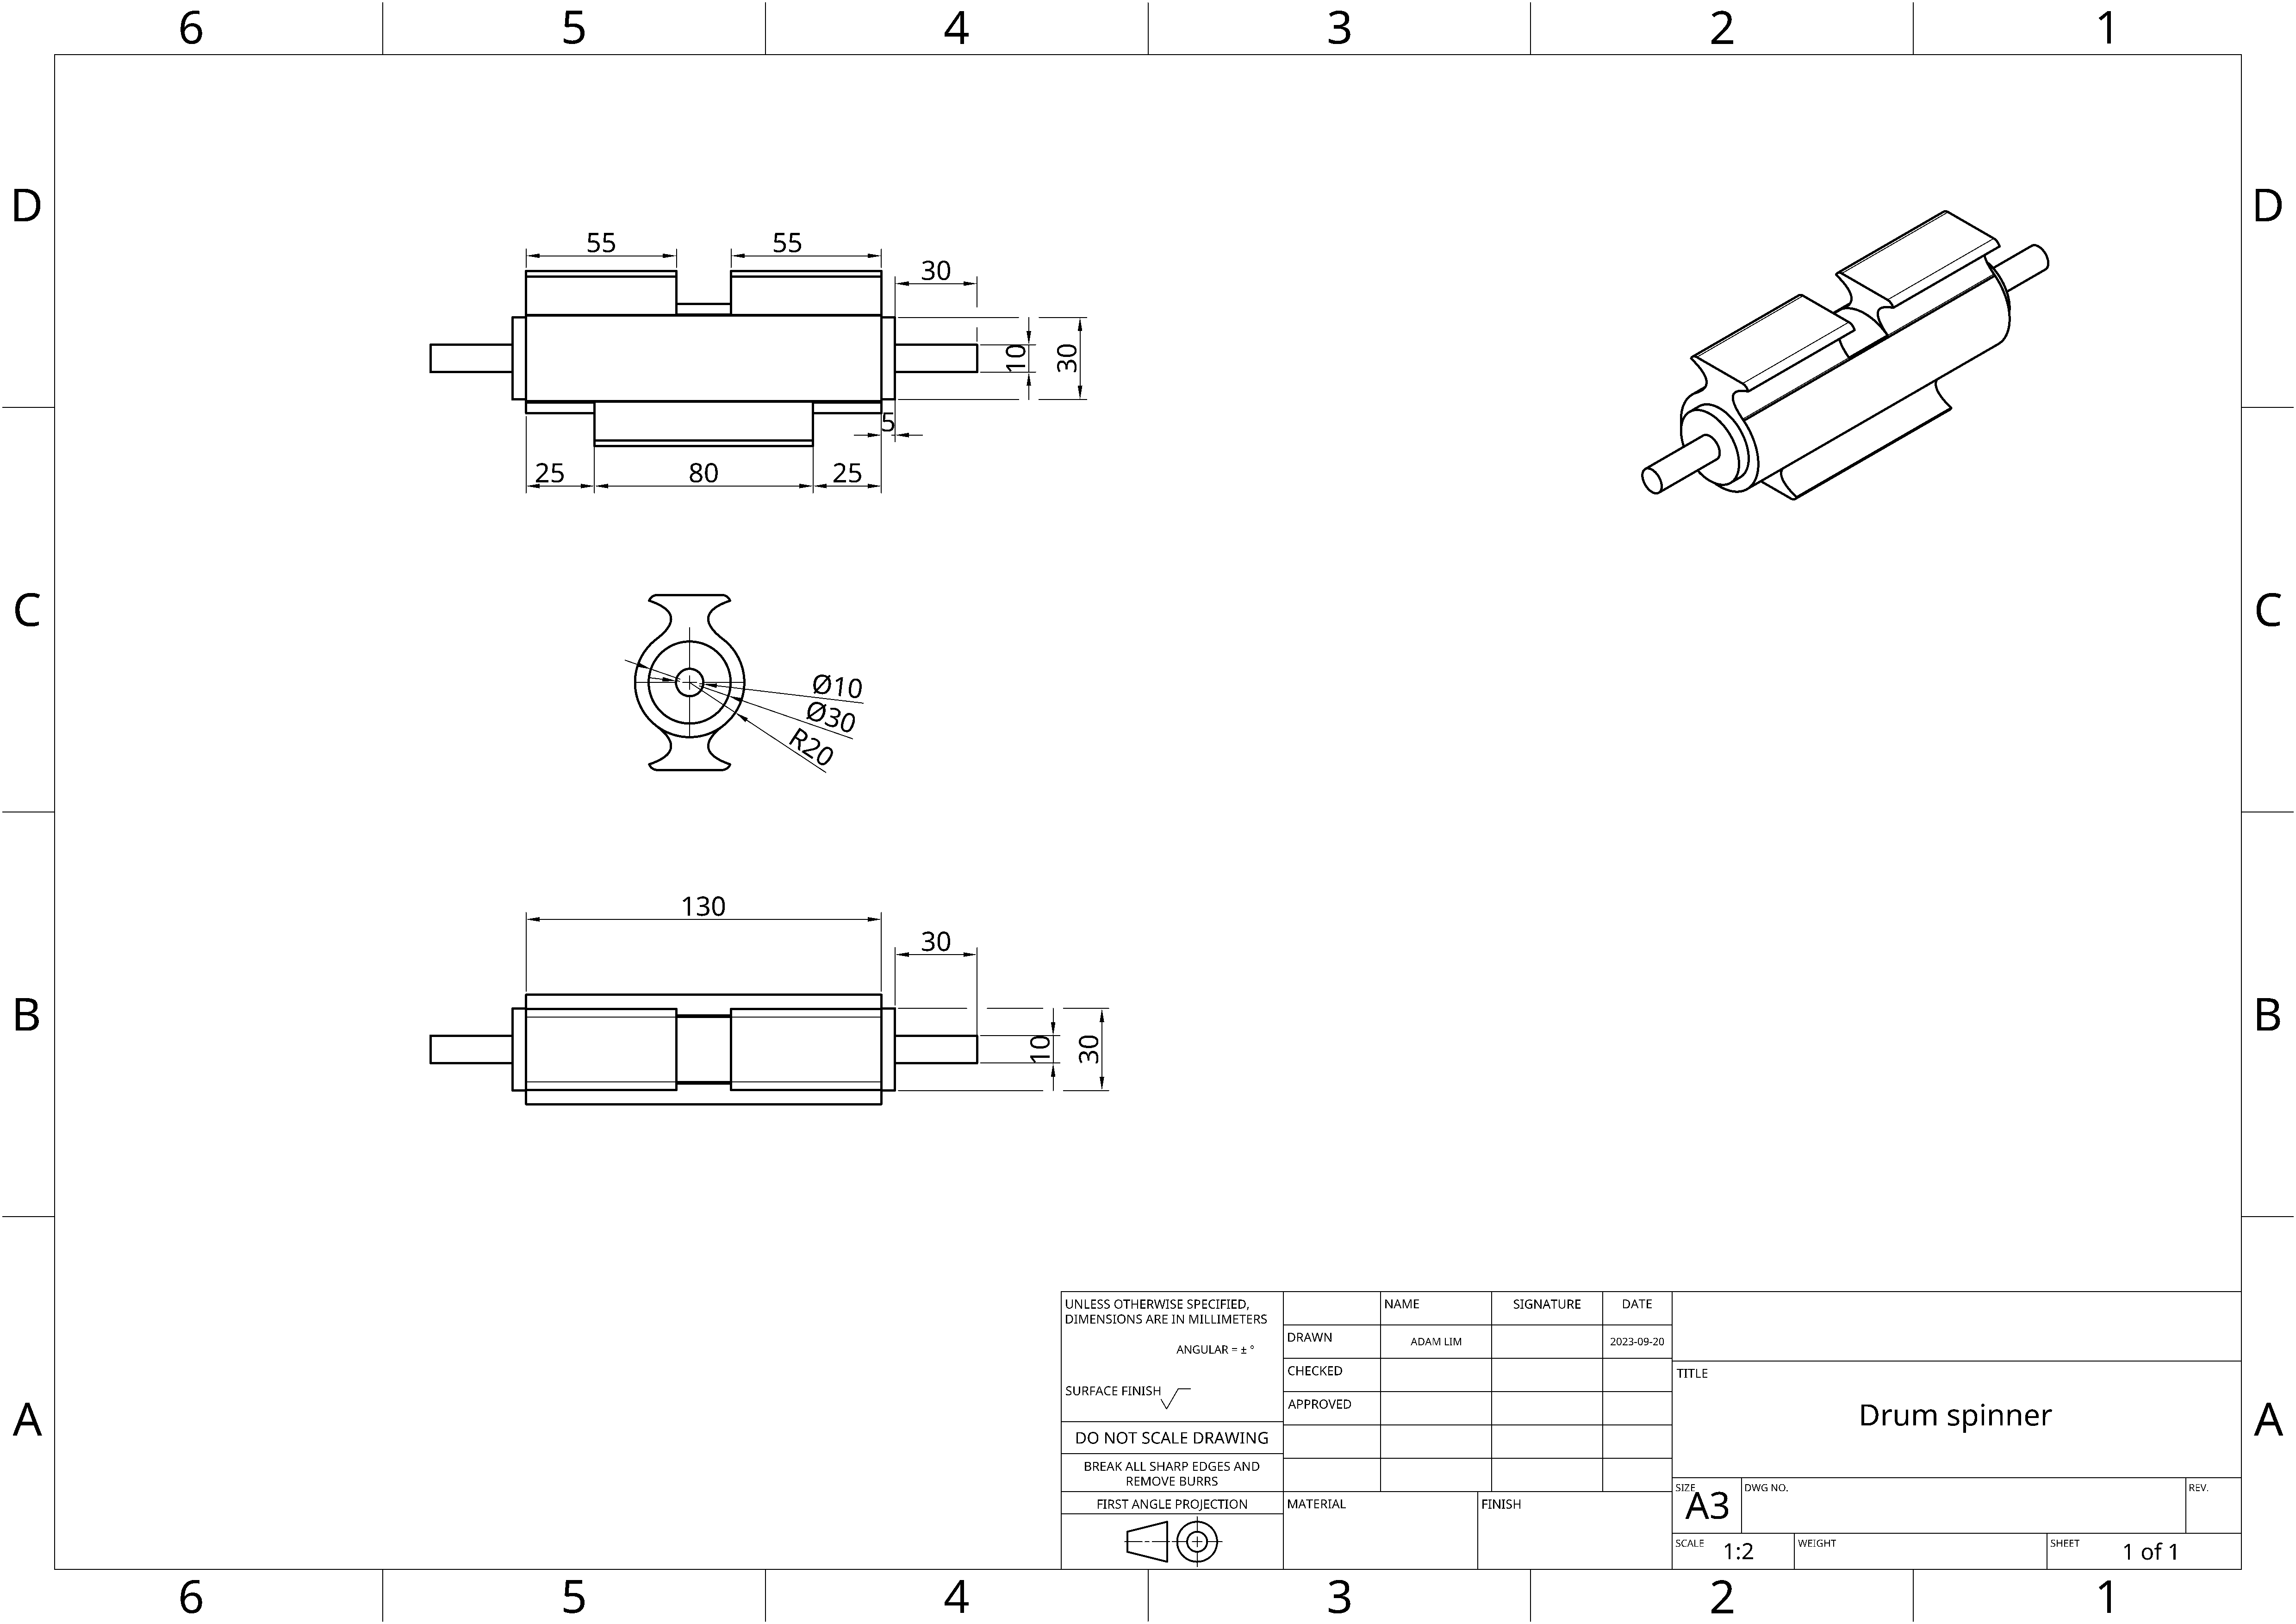 6 5 4 3 2 1
D D
55 55
30
10 30
5
25 80 25
C C
Ø10
Ø30
R20
130
30
B B
10 30
UNLESS OTHERWISE SPECIFIED,
DIMENSIONS ARE IN MILLIMETERS
ANGULAR = ± °
SURFACE FINISH
DO NOT SCALE DRAWING
BREAK ALL SHARP EDGES AND
REMOVE BURRS
FIRST ANGLE PROJECTION
NAME SIGNATURE DATE
DRAWN ADAM LIM 2023-09-20
CHECKED
APPROVED
MATERIAL FINISH
TITLE
Drum spinner
SIZE A3 DWG NO. REV.
SCALE 1:2 WEIGHT SHEET 1 of 1
A A
6 5 4 3 2 1